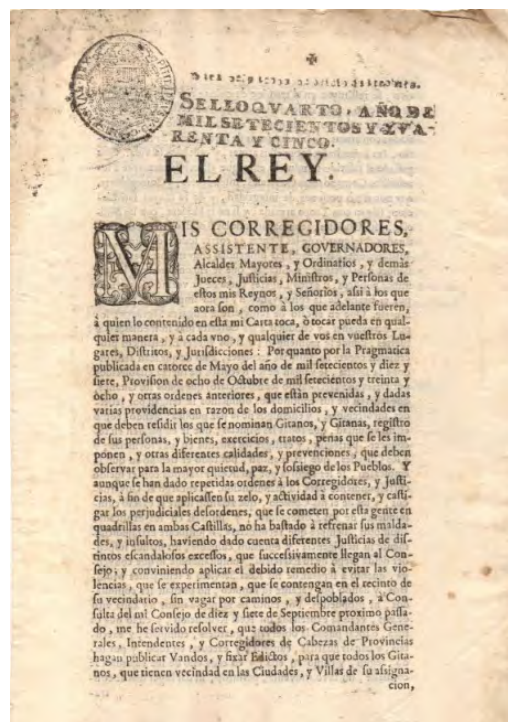 SELLO QVARTO, AÑO DE
MIL SETECIENTOS Y QVA-
RENTA Y CINCO.
EL REY.
MIS CORREGIDORES,
ASSISTENTE, GOVERNADORES,
Alcaldes Mayores, y Ordinarios, y demàs
Jueces, Justicias, Ministros, y Personas de
estos mis Reynos, y Señorios, assi à los que
aora son, como à los que adelante fueren,
à quien lo contenido en esta mi Carta toca, ò tocar pueda en qual-
quier manera, y à cada vno, y qualquier de vos en vuestros Lu-
gares, Distritos, y Jurisdicciones: Por quanto por la Pragmatica
publicada en catorce de Mayo del año de mil setecientos y diez y
siete, Provision de ocho de Octubre de mil setecientos y treinta y
ocho, y otras ordenes anteriores, que estàn prevenidas, y dadas
varias providencias en razon de los domicilios, y vecindades en
que deben residir los que se nominan Gitanos, y Gitanas, registro
de sus personas, y bienes, exercicios, tratos, penas que se les im-
ponen, y otras diferentes calidades, y prevenciones, que deben
observar para la mayor quietud, paz, y sossiego de los Pueblos. Y
aunque se han dado repetidas ordenes à los Corregidores, y Justi-
cias, à fin de que aplicassen su zelo, y actividad à contener, y casti-
gar los perjudiciales desordenes, que se cometen por esta gente en
quadrillas en ambas Castillas, no ha bastado à refrenar sus malda-
des, y insultos, haviendo dado cuenta diferentes Justicias de dis-
tintos escandalosos excessos, que successivamente llegan al Con-
sejo; y conviniendo aplicar el debido remedio à evitar las vio-
lencias, que se experimentan, que se contengan en el recinto de
su vecindario, sin vagar por caminos, y despoblados, à Con-
sulta del mi Consejo de diez y siete de Septiembre proximo passa-
do, me he servido resolver, que todos los Comandantes Gene-
rales, Intendentes, y Corregidores de Cabezas de Provincias
hagan publicar Vandos, y fixar Edictos, para que todos los Gita-
nos, que tienen vecindad en las Ciudades, y Villas de su assigna-
cion,